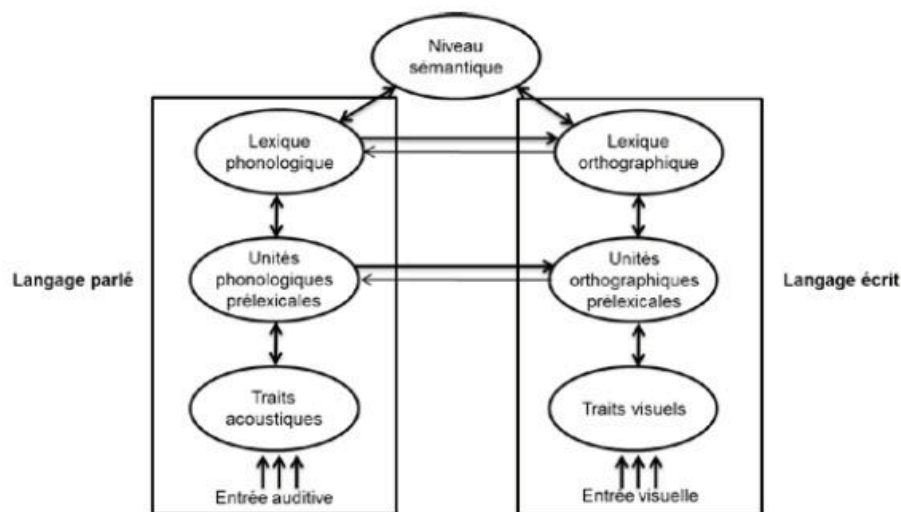 Niveau
sémantique
Lexique
phonologique
Lexique
orthographique
Langage parlé
Unités
phonologiques
prélexicales
Unités
orthographiques
prélexicales
Langage écrit
Traits
acoustiques
Traits visuels
Entrée auditive
Entrée visuelle